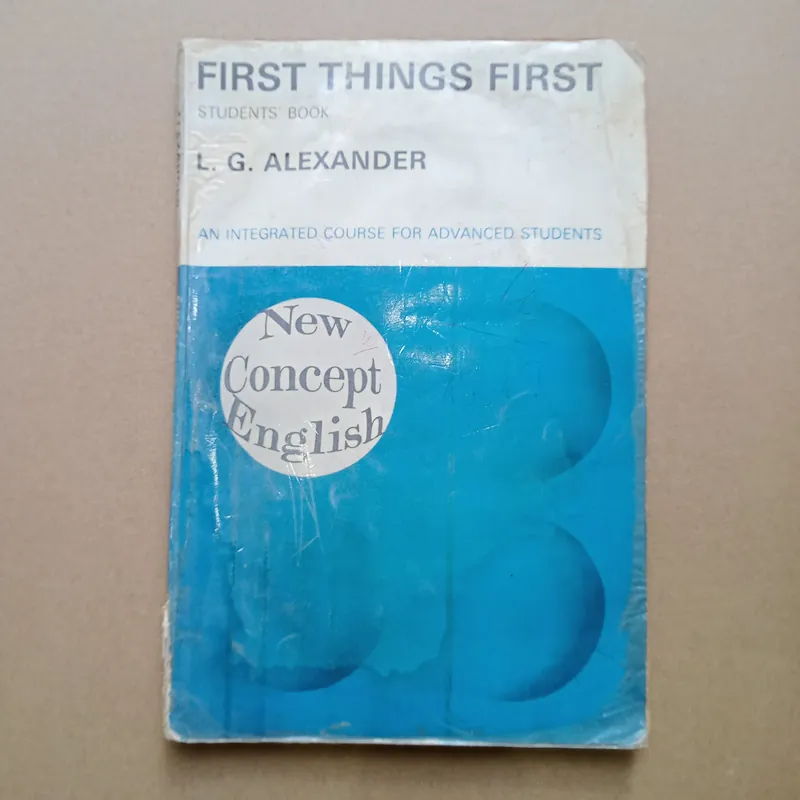 FIRST THINGS FIRST
STUDENTS' BOOK
L. G. ALEXANDER
AN INTEGRATED COURSE FOR ADVANCED STUDENTS
New
Concept
English